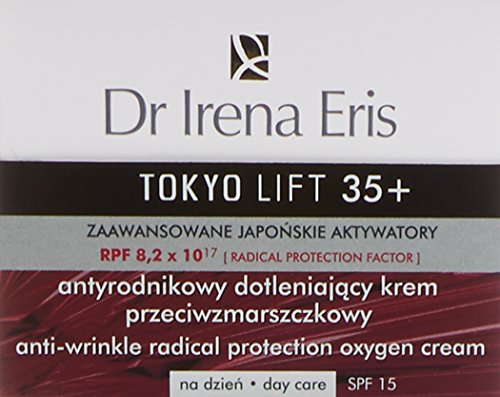 Dr Irena Eris
TOKYO LIFT 35+
ZAAWANSOWANE JAPOŃSKIE AKTYWATORY
RPF 8,2 x 10¹⁷ [ RADICAL PROTECTION FACTOR ]
antyrodnikowy dotleniający krem
przeciwzmarszczkowy
anti-wrinkle radical protection oxygen cream
na dzień • day care SPF 15